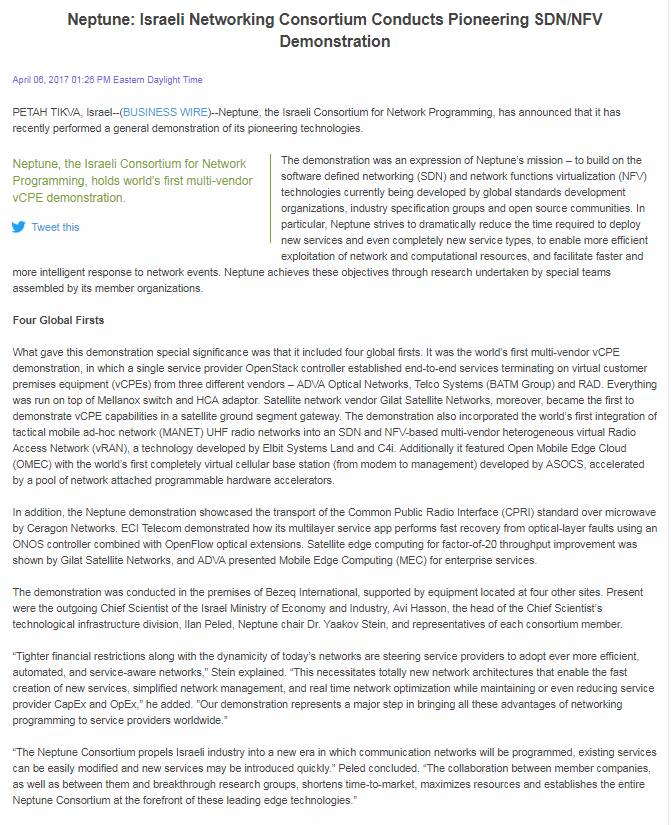 Neptune: Israeli Networking Consortium Conducts Pioneering SDN/NFV
Demonstration
April 06, 2017 01:26 PM Eastern Daylight Time
PETAH TIKVA, Israel--(BUSINESS WIRE)--Neptune, the Israeli Consortium for Network Programming, has announced that it has
recently performed a general demonstration of its pioneering technologies.
Neptune, the Israeli Consortium for Network
Programming, holds world's first multi-vendor
vCPE demonstration.
Tweet this
The demonstration was an expression of Neptune's mission – to build on the
software defined networking (SDN) and network functions virtualization (NFV)
technologies currently being developed by global standards development
organizations, industry specification groups and open source communities. In
particular, Neptune strives to dramatically reduce the time required to deploy
new services and even completely new service types, to enable more efficient
exploitation of network and computational resources, and facilitate faster and
more intelligent response to network events. Neptune achieves these objectives through research undertaken by special teams
assembled by its member organizations.
Four Global Firsts
What gave this demonstration special significance was that it included four global firsts. It was the world's first multi-vendor vCPE
demonstration, in which a single service provider OpenStack controller established end-to-end services terminating on virtual customer
premises equipment (vCPEs) from three different vendors – ADVA Optical Networks, Telco Systems (BATM Group) and RAD. Everything
was run on top of Mellanox switch and HCA adaptor. Satellite network vendor Gilat Satellite Networks, moreover, became the first to
demonstrate vCPE capabilities in a satellite ground segment gateway. The demonstration also incorporated the world's first integration of
tactical mobile ad-hoc network (MANET) UHF radio networks into an SDN and NFV-based multi-vendor heterogeneous virtual Radio
Access Network (vRAN), a technology developed by Elbit Systems Land and C4i. Additionally it featured Open Mobile Edge Cloud
(OMEC) with the world's first completely virtual cellular base station (from modem to management) developed by ASOCS, accelerated
by a pool of network attached programmable hardware accelerators.
In addition, the Neptune demonstration showcased the transport of the Common Public Radio Interface (CPRI) standard over microwave
by Ceragon Networks. ECI Telecom demonstrated how its multilayer service app performs fast recovery from optical-layer faults using an
ONOS controller combined with OpenFlow optical extensions. Satellite edge computing for factor-of-20 throughput improvement was
shown by Gilat Satellite Networks, and ADVA presented Mobile Edge Computing (MEC) for enterprise services.
The demonstration was conducted in the premises of Bezeq International, supported by equipment located at four other sites. Present
were the outgoing Chief Scientist of the Israel Ministry of Economy and Industry, Avi Hasson, the head of the Chief Scientist's
technological infrastructure division, Ilan Peled, Neptune chair Dr. Yaakov Stein, and representatives of each consortium member.
"Tighter financial restrictions along with the dynamicity of today's networks are steering service providers to adopt ever more efficient,
automated, and service-aware networks," Stein explained. "This necessitates totally new network architectures that enable the fast
creation of new services, simplified network management, and real time network optimization while maintaining or even reducing service
provider CapEx and OpEx," he added. "Our demonstration represents a major step in bringing all these advantages of networking
programming to service providers worldwide."
"The Neptune Consortium propels Israeli industry into a new era in which communication networks will be programmed, existing services
can be easily modified and new services may be introduced quickly." Peled concluded. "The collaboration between member companies,
as well as between them and breakthrough research groups, shortens time-to-market, maximizes resources and establishes the entire
Neptune Consortium at the forefront of these leading edge technologies."